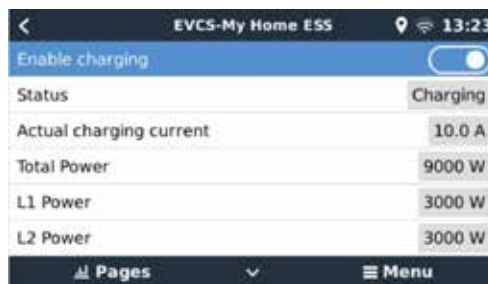 EVCS-My Home ESS 13:23
Enable charging
Status Charging
Actual charging current 10.0 A
Total Power 9000 W
L1 Power 3000 W
L2 Power 3000 W
Pages Menu